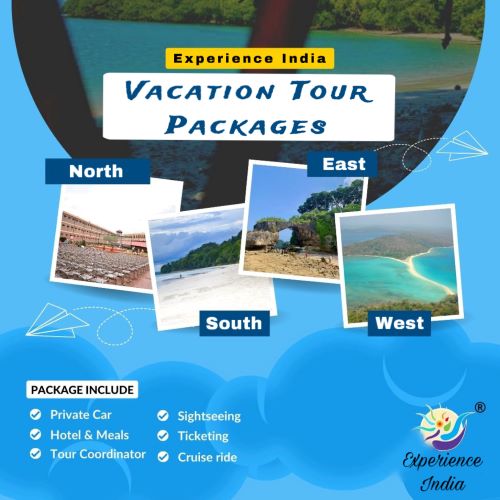 Experience India
Vacation Tour
Packages
North
East
South
West
PACKAGE INCLUDE
Private Car
Hotel & Meals
Tour Coordinator
Sightseeing
Ticketing
Cruise ride
®
Experience
India